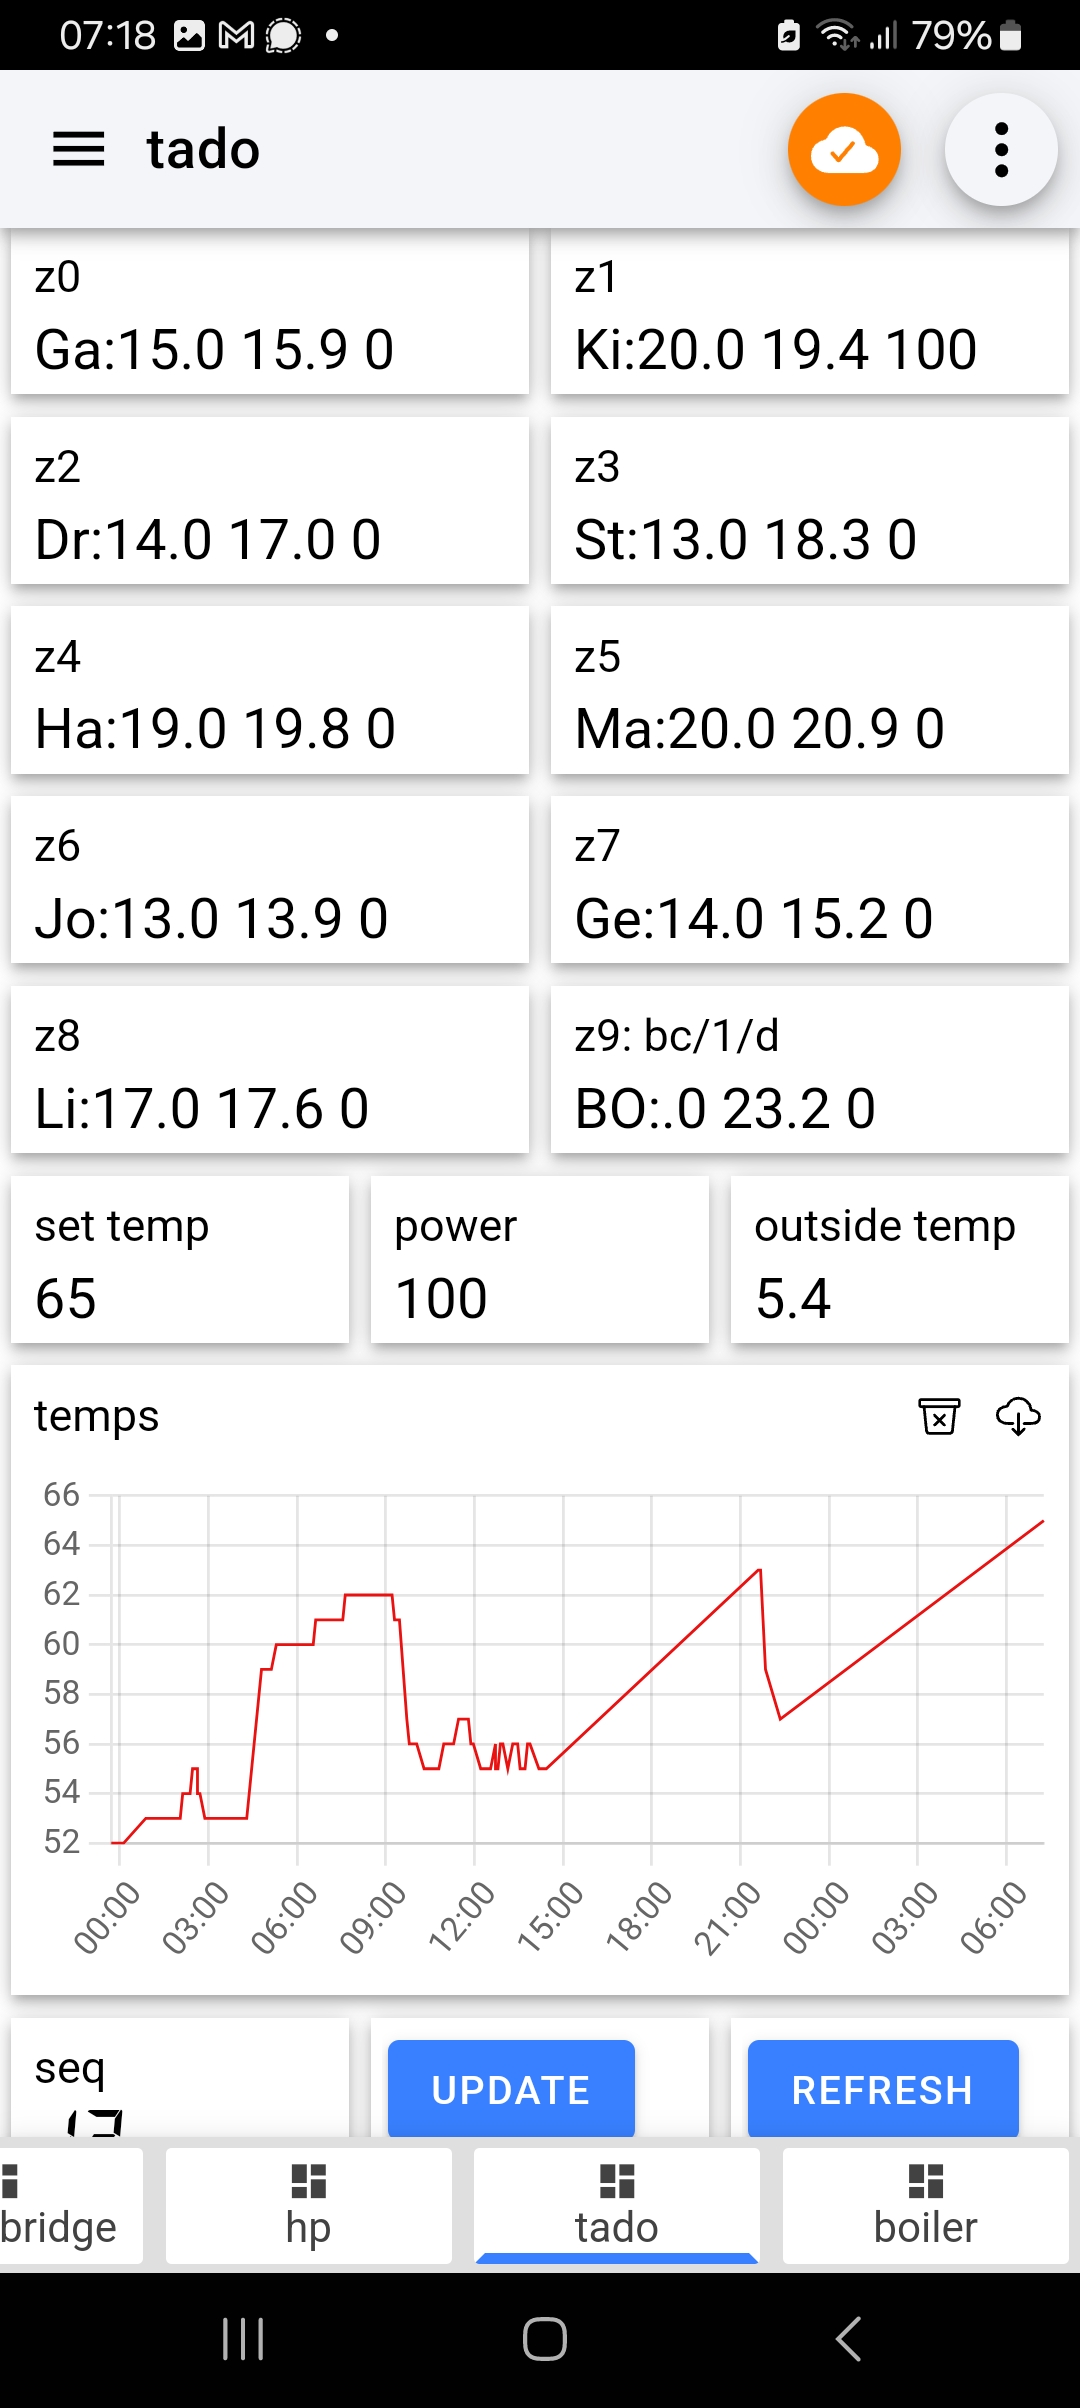 07:18 79%
tado
z0
Ga:15.0 15.9 0
z1
Ki:20.0 19.4 100
z2
Dr:14.0 17.0 0
z3
St:13.0 18.3 0
z4
Ha:19.0 19.8 0
z5
Ma:20.0 20.9 0
z6
Jo:13.0 13.9 0
z7
Ge:14.0 15.2 0
z8
Li:17.0 17.6 0
z9: bc/1/d
BO:.0 23.2 0
set temp
65
power
100
outside temp
5.4
temps
66
64
62
60
58
56
54
52
00:00 03:00 06:00 09:00 12:00 15:00 18:00 21:00 00:00 03:00 06:00
seq
UPDATE
REFRESH
bridge
hp
tado
boiler